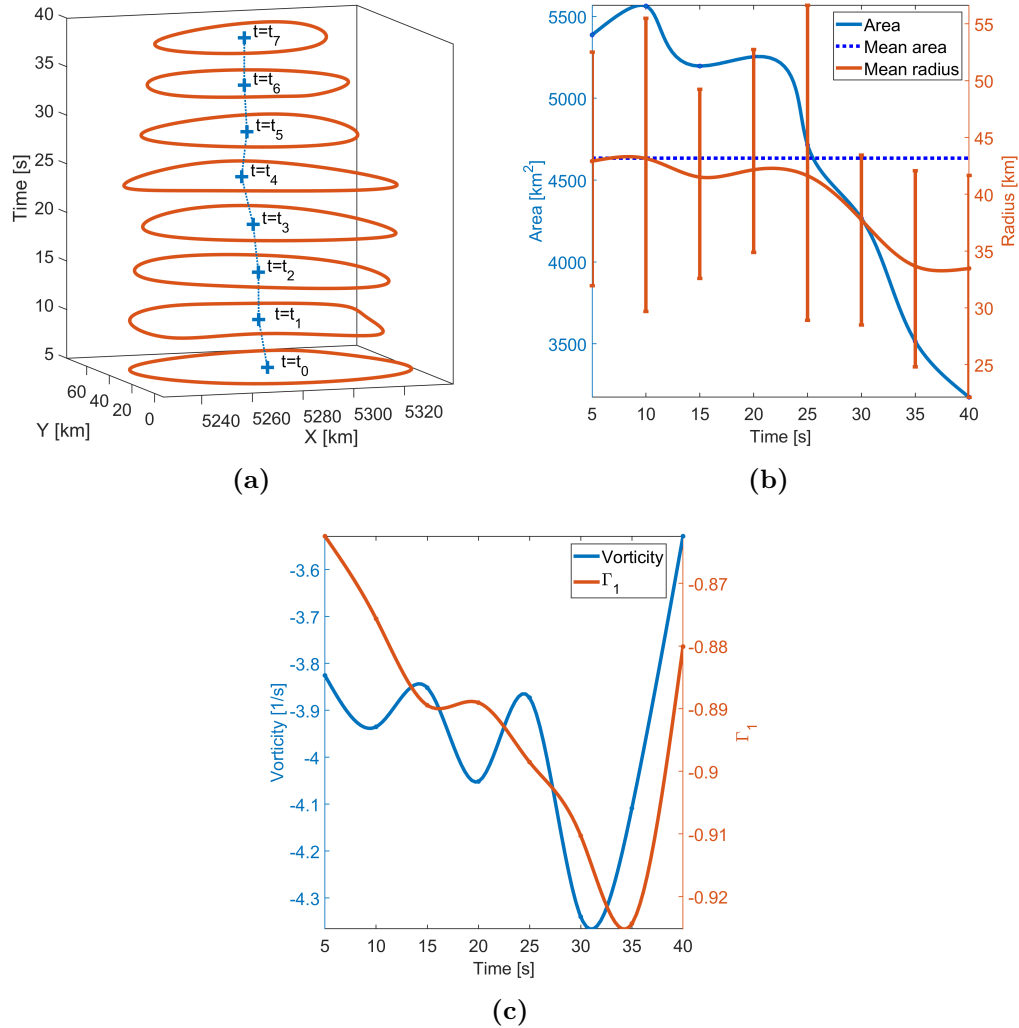 40
35
30
25
20
15
10
5
Time [s]
t=t7
t=t6
t=t5
t=t4
t=t3
t=t2
t=t1
t=t0
60
40
20
0
Y [km]
5240
5260
5280
5300
5320
X [km]
(a)
5500
5000
4500
4000
3500
Area [km²]
Area
Mean area
Mean radius
55
50
45
40
35
30
25
Radius [km]
5 10 15 20 25 30 35 40
Time [s]
(b)
-3.6
-3.7
-3.8
-3.9
-4
-4.1
-4.2
-4.3
Vorticity [1/s]
Vorticity
Γ1
-0.87
-0.88
-0.89
-0.9
-0.91
-0.92
Γ1
5 10 15 20 25 30 35 40
Time [s]
(c)